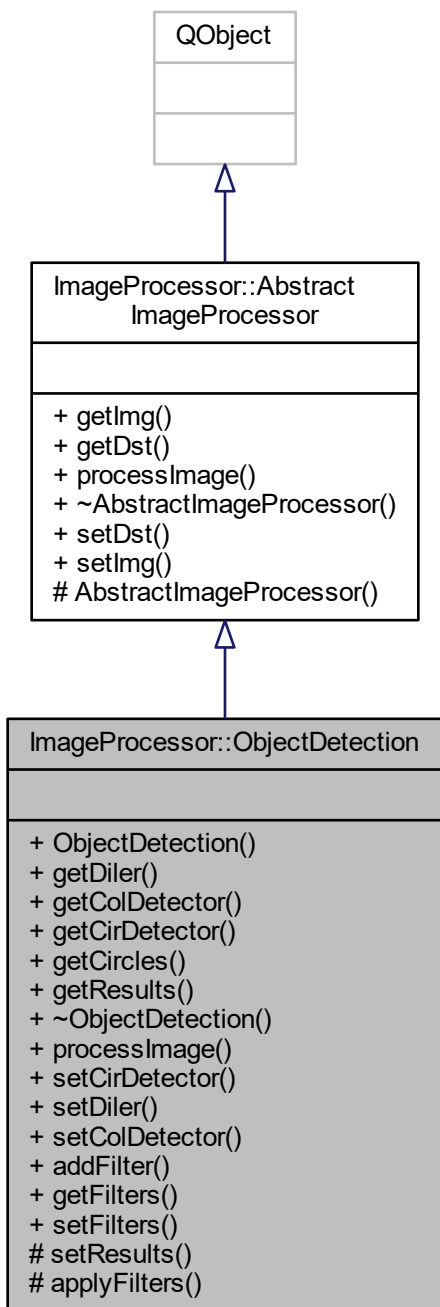 QObject
ImageProcessor::Abstract
ImageProcessor
+ getImg()
+ getDst()
+ processImage()
+ ~AbstractImageProcessor()
+ setDst()
+ setImg()
# AbstractImageProcessor()
ImageProcessor::ObjectDetection
+ ObjectDetection()
+ getDiler()
+ getColDetector()
+ getCirDetector()
+ getCircles()
+ getResults()
+ ~ObjectDetection()
+ processImage()
+ setCirDetector()
+ setDiler()
+ setColDetector()
+ addFilter()
+ getFilters()
+ setFilters()
# setResults()
# applyFilters()